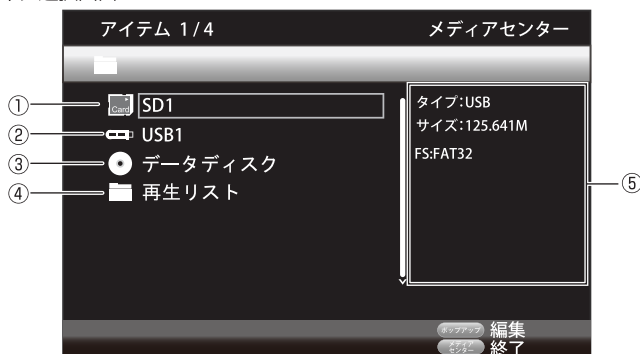 アイテム 1/4 メディアセンター
① Card SD1
② USB1
③ データディスク
④ 再生リスト
タイプ:USB
サイズ:125.641M
FS:FAT32
⑤
ポップアップ 編集
メディアセンター 終了